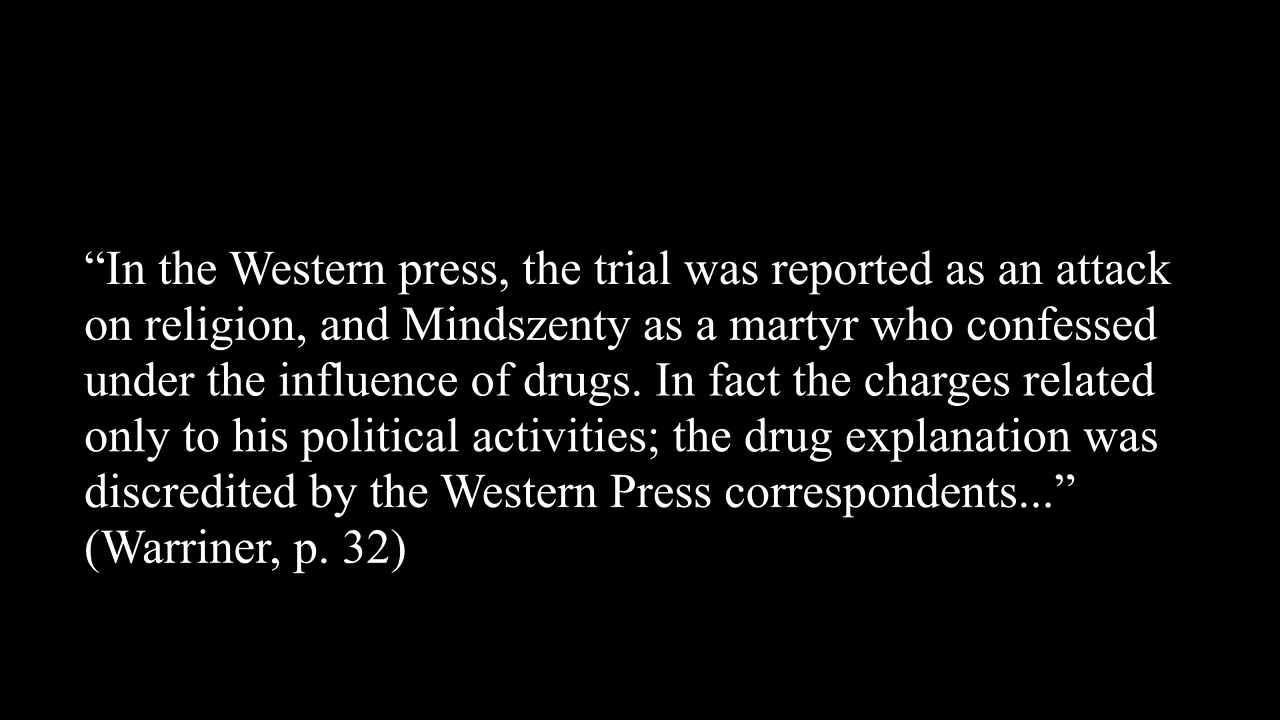 “In the Western press, the trial was reported as an attack
on religion, and Mindszenty as a martyr who confessed
under the influence of drugs. In fact the charges related
only to his political activities; the drug explanation was
discredited by the Western Press correspondents...”
(Warriner, p. 32)